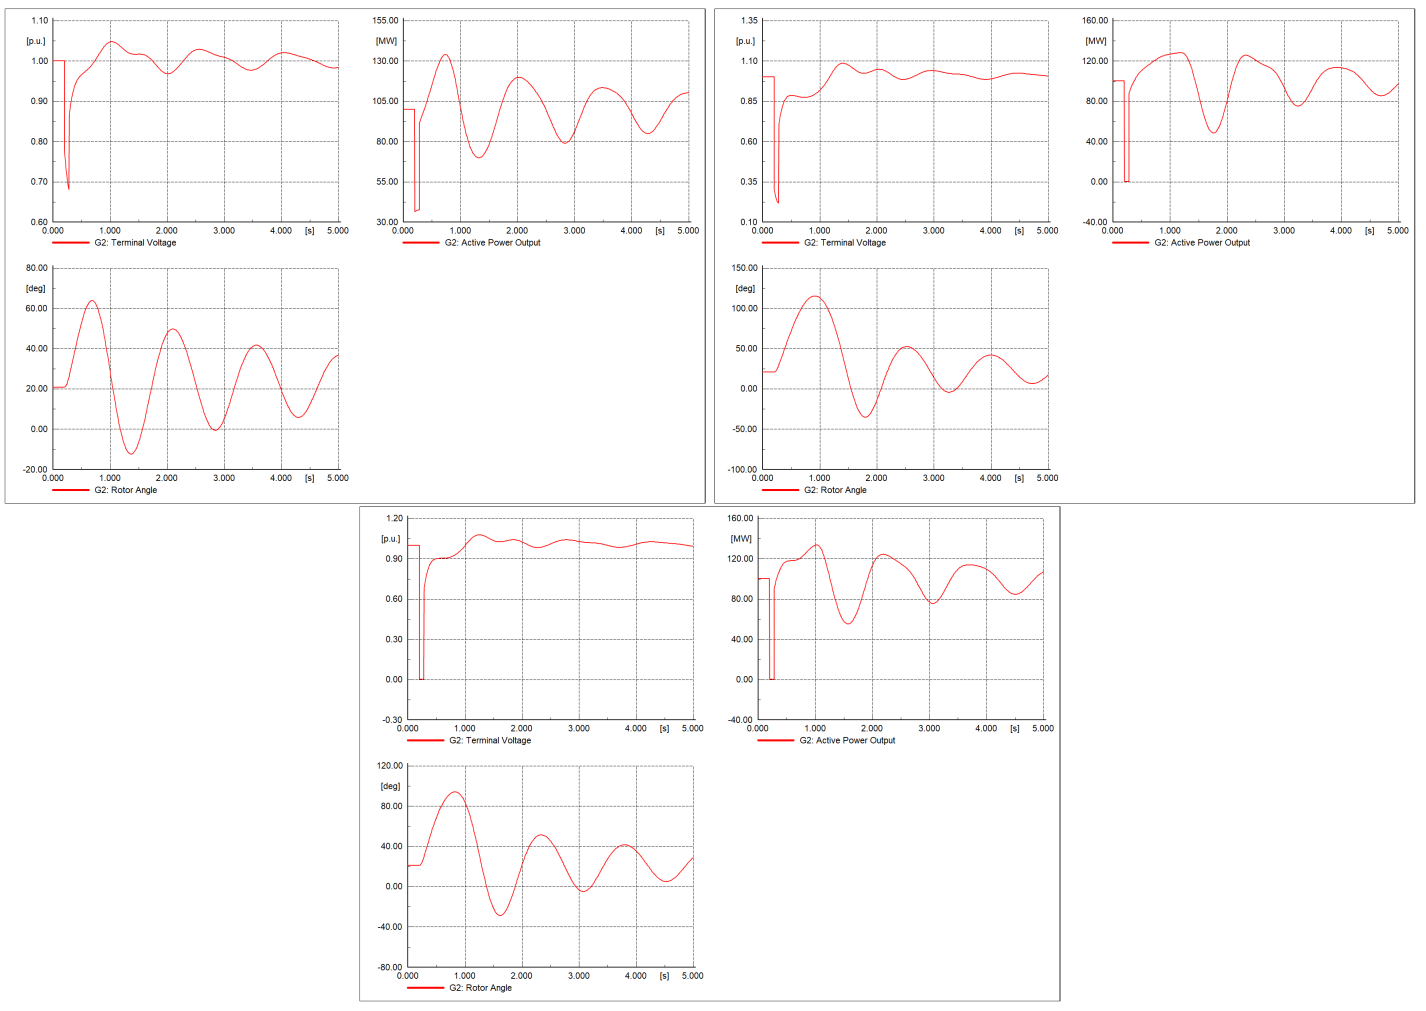 1.10
[p.u.]
1.00
0.90
0.80
0.70
0.60
0.000 1.000 2.000 3.000 4.000 [s] 5.000
G2: Terminal Voltage
155.00
[MW]
130.00
105.00
80.00
55.00
30.00
0.000 1.000 2.000 3.000 4.000 [s] 5.000
G2: Active Power Output
80.00
[deg]
60.00
40.00
20.00
0.00
-20.00
0.000 1.000 2.000 3.000 4.000 [s] 5.000
G2: Rotor Angle
1.35
[p.u.]
1.10
0.85
0.60
0.35
0.10
0.000 1.000 2.000 3.000 4.000 [s] 5.000
G2: Terminal Voltage
160.00
[MW]
120.00
80.00
40.00
0.00
-40.00
0.000 1.000 2.000 3.000 4.000 [s] 5.000
G2: Active Power Output
150.00
[deg]
100.00
50.00
0.00
-50.00
-100.00
0.000 1.000 2.000 3.000 4.000 [s] 5.000
G2: Rotor Angle
1.20
[p.u.]
0.90
0.60
0.30
0.00
-0.30
0.000 1.000 2.000 3.000 4.000 [s] 5.000
G2: Terminal Voltage
160.00
[MW]
120.00
80.00
40.00
0.00
-40.00
0.000 1.000 2.000 3.000 4.000 [s] 5.000
G2: Active Power Output
120.00
[deg]
80.00
40.00
0.00
-40.00
-80.00
0.000 1.000 2.000 3.000 4.000 [s] 5.000
G2: Rotor Angle